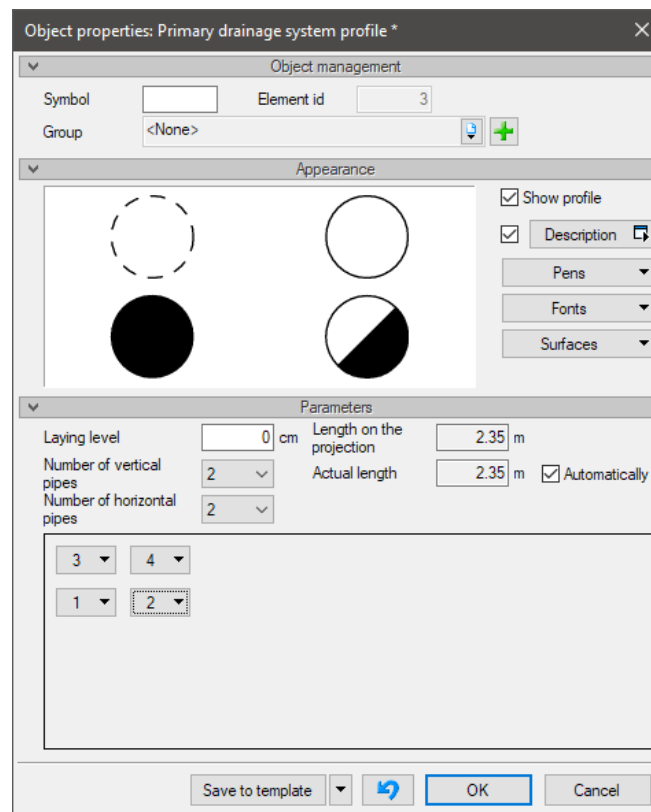 Object properties: Primary drainage system profile *
Object management
Symbol
Element id
3
Group
<None>
Appearance
Show profile
Description
Pens
Fonts
Surfaces
Parameters
Laying level
0 cm
Length on the
projection
2.35 m
Number of vertical
pipes
2
Actual length
2.35 m
Automatically
Number of horizontal
pipes
2
3
4
1
2
Save to template
OK
Cancel